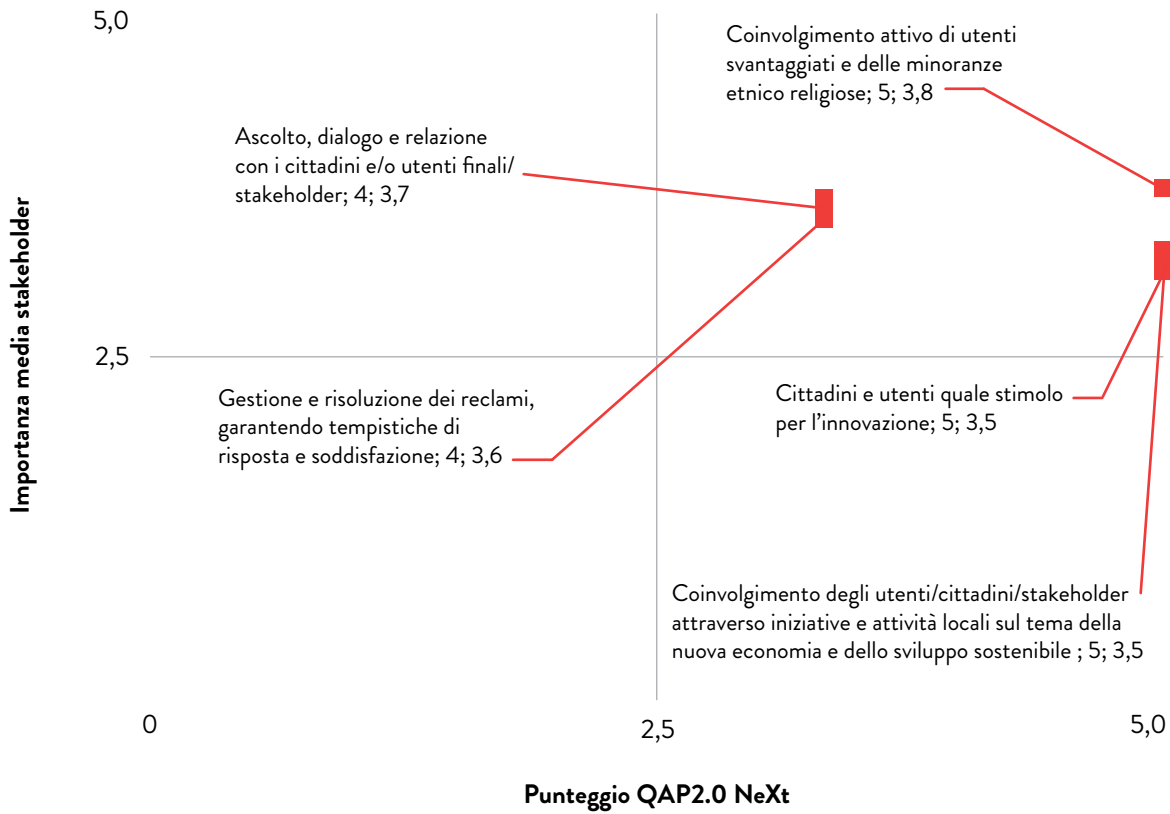 5,0
Coinvolgimento attivo di utenti
svantaggiati e delle minoranze
etnico religiose; 5; 3,8
Ascolto, dialogo e relazione
con i cittadini e/o utenti finali/
stakeholder; 4; 3,7
Importanza media stakeholder
2,5
Gestione e risoluzione dei reclami,
garantendo tempistiche di
risposta e soddisfazione; 4; 3,6
Cittadini e utenti quale stimolo
per l'innovazione; 5; 3,5
Coinvolgimento degli utenti/cittadini/stakeholder
attraverso iniziative e attività locali sul tema della
nuova economia e dello sviluppo sostenibile ; 5; 3,5
0
2,5
5,0
Punteggio QAP2.0 NeXt